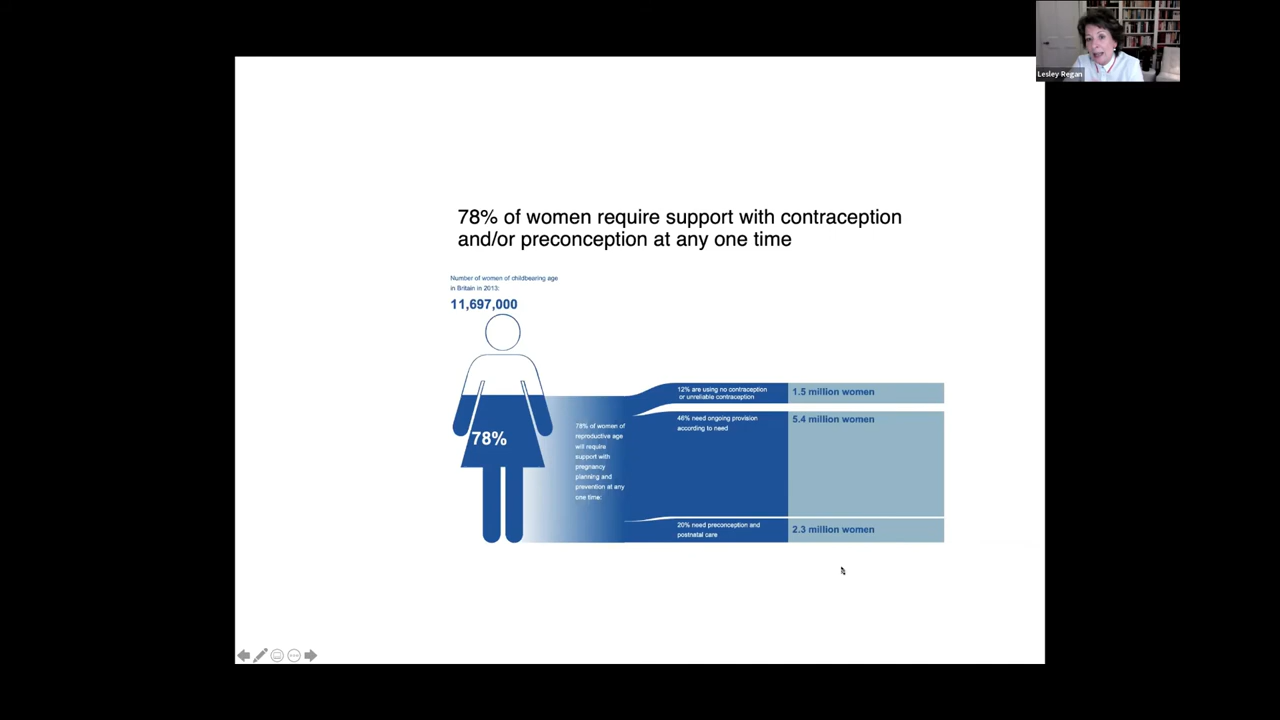 Lesley Regan
78% of women require support with contraception
and/or preconception at any one time
Number of women of childbearing age
in Britain in 2013:
11,697,000
78%
78% of women of
reproductive age
will require
support with
pregnancy
planning and
prevention at any
one time:
12% are using no contraception
or unreliable contraception
1.5 million women
46% need ongoing provision
according to need
5.4 million women
20% need preconception and
postnatal care
2.3 million women